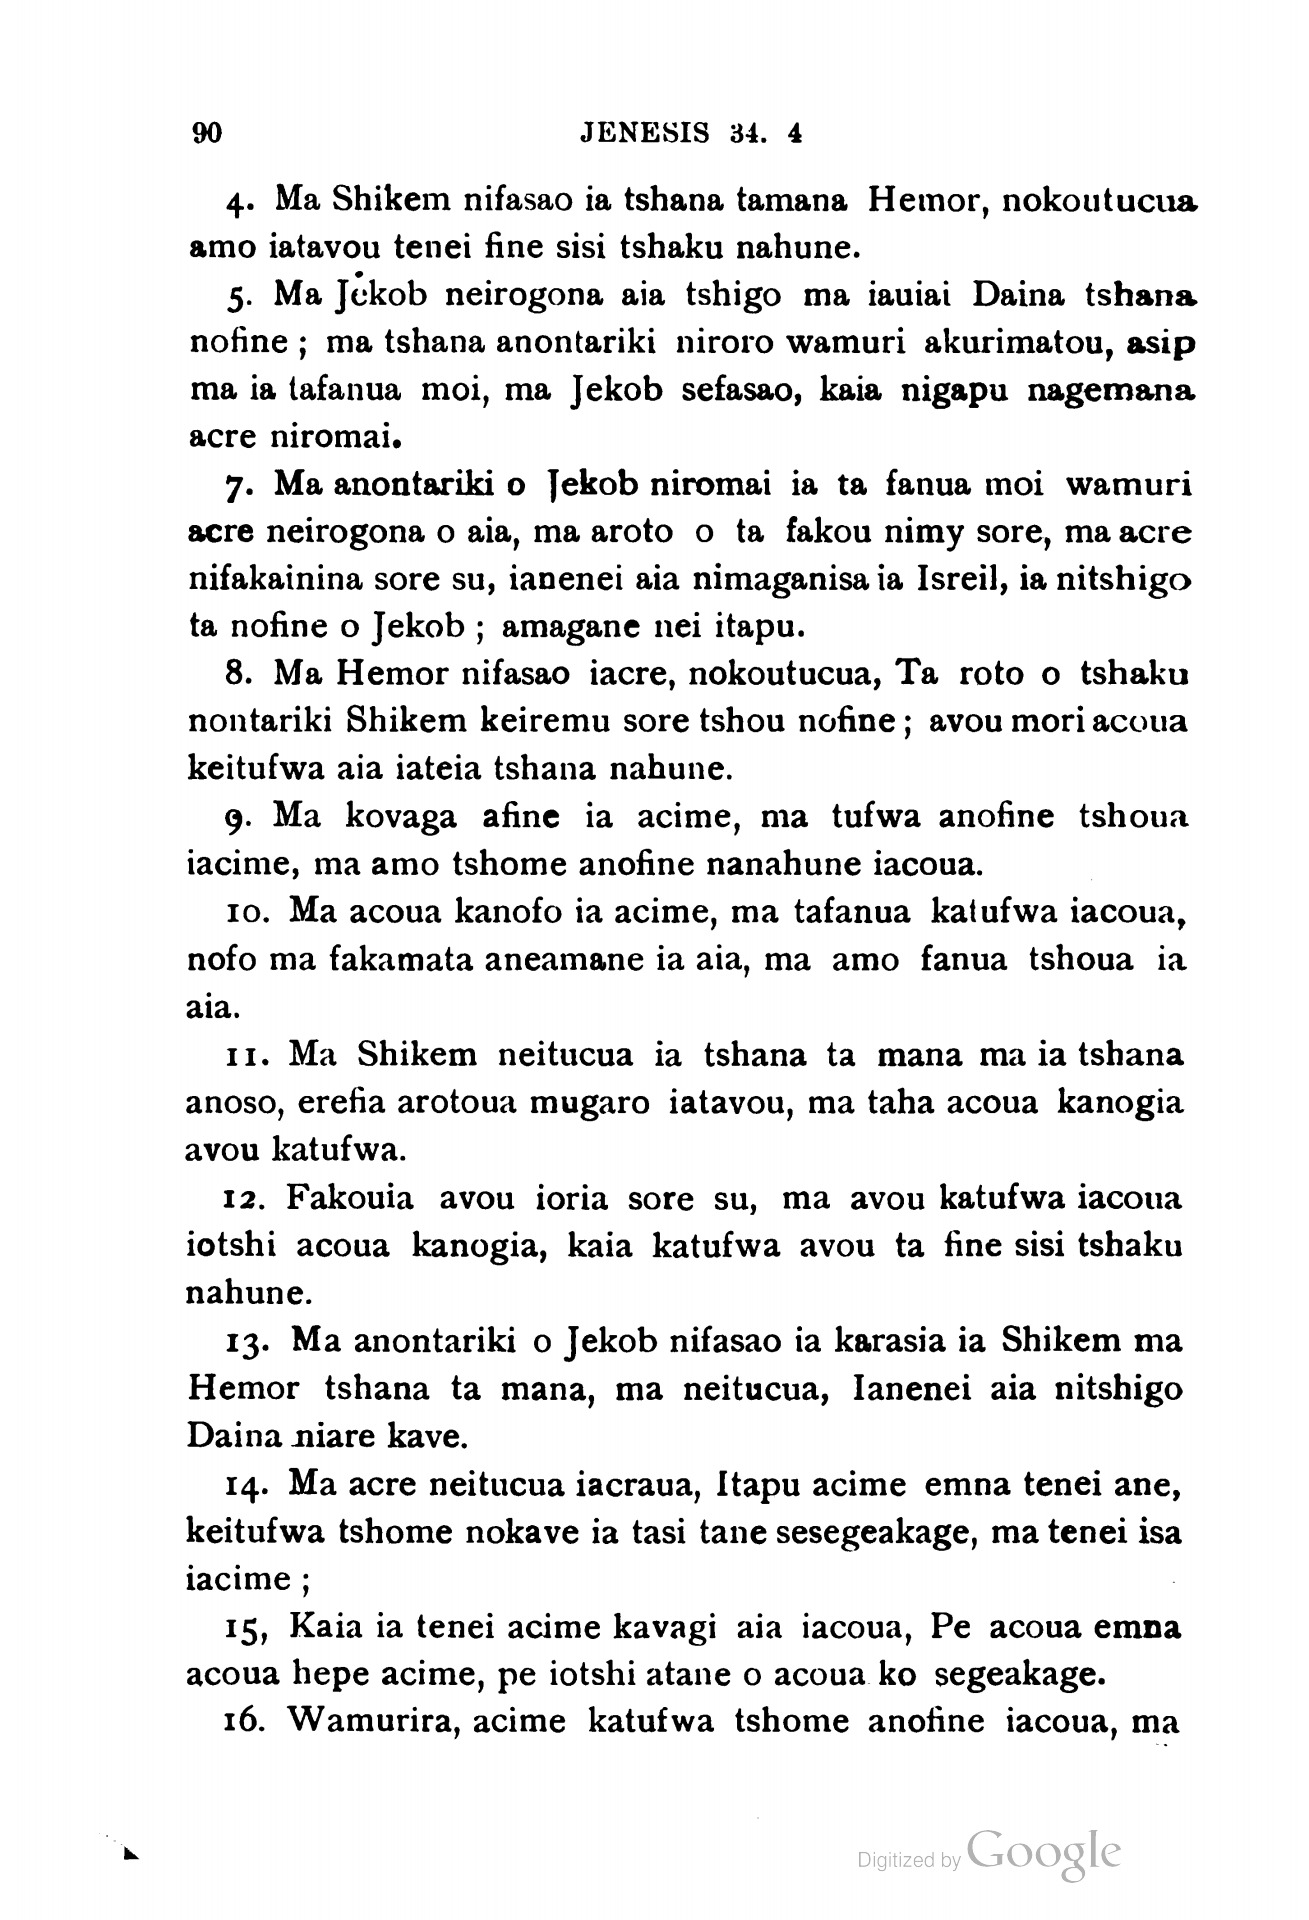 90 JENESIS 34. 4
4. Ma Shikem nifasao ia tshana tamana Hemor, nokoutucua
amo iatavou tenei fine sisi tshaku nahune.
5. Ma Jekob neirogona aia tshigo ma iauiai Daina tshana
nofine ; ma tshana anontariki niroro wamuri akurimatou, asip
ma ia tafanua moi, ma Jekob sefasao, kaia nigapu nagemana
acre niromai.
7. Ma anontariki o Jekob niromai ia ta fanua moi wamuri
acre neirogona o aia, ma aroto o ta fakou nimy sore, ma acre
nifakainina sore su, ianenei aia nimaganisa ia Isreil, ia nitshigo
ta nofine o Jekob ; amagane nei itapu.
8. Ma Hemor nifasao iacre, nokoutucua, Ta roto o tshaku
nontariki Shikem keiremu sore tshou nofine ; avou mori acoua
keitufwa aia iateia tshana nahune.
9. Ma kovaga afine ia acime, ma tufwa anofine tshoua
iacime, ma amo tshome anofine nanahune iacoua.
10. Ma acoua kanofo ia acime, ma tafanua katufwa iacoua,
nofo ma fakamata aneamane ia aia, ma amo fanua tshoua ia
aia.
11. Ma Shikem neitucua ia tshana ta mana ma ia tshana
anoso, erefia arotoua mugaro iatavou, ma taha acoua kanogia
avou katufwa.
12. Fakouia avou ioria sore su, ma avou katufwa iacoua
iotshi acoua kanogia, kaia katufwa avou ta fine sisi tshaku
nahune.
13. Ma anontariki o Jekob nifasao ia karasia ia Shikem ma
Hemor tshana ta mana, ma neitucua, Ianenei aia nitshigo
Daina niare kave.
14. Ma acre neitucua iacraua, Itapu acime emna tenei ane,
keitufwa tshome nokave ia tasi tane sesegeakage, ma tenei isa
iacime ;
15, Kaia ia tenei acime kavagi aia iacoua, Pe acoua emna
acoua hepe acime, pe iotshi atane o acoua ko segeakage.
16. Wamurira, acime katufwa tshome anofine iacoua, ma
Digitized by Google